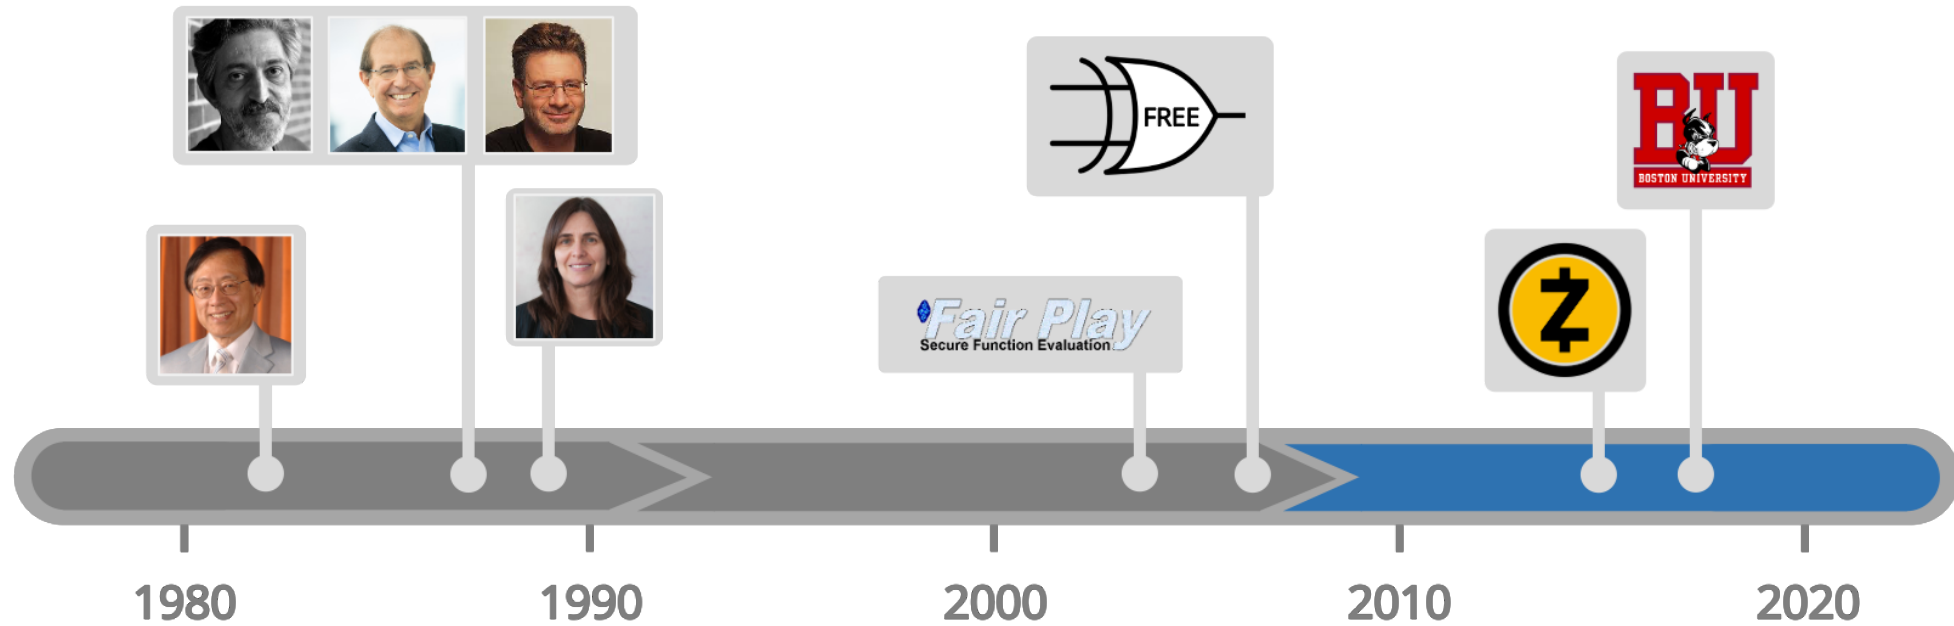 FREE
BU
BOSTON UNIVERSITY
Fair Play
Secure Function Evaluation
1980
1990
2000
2010
2020